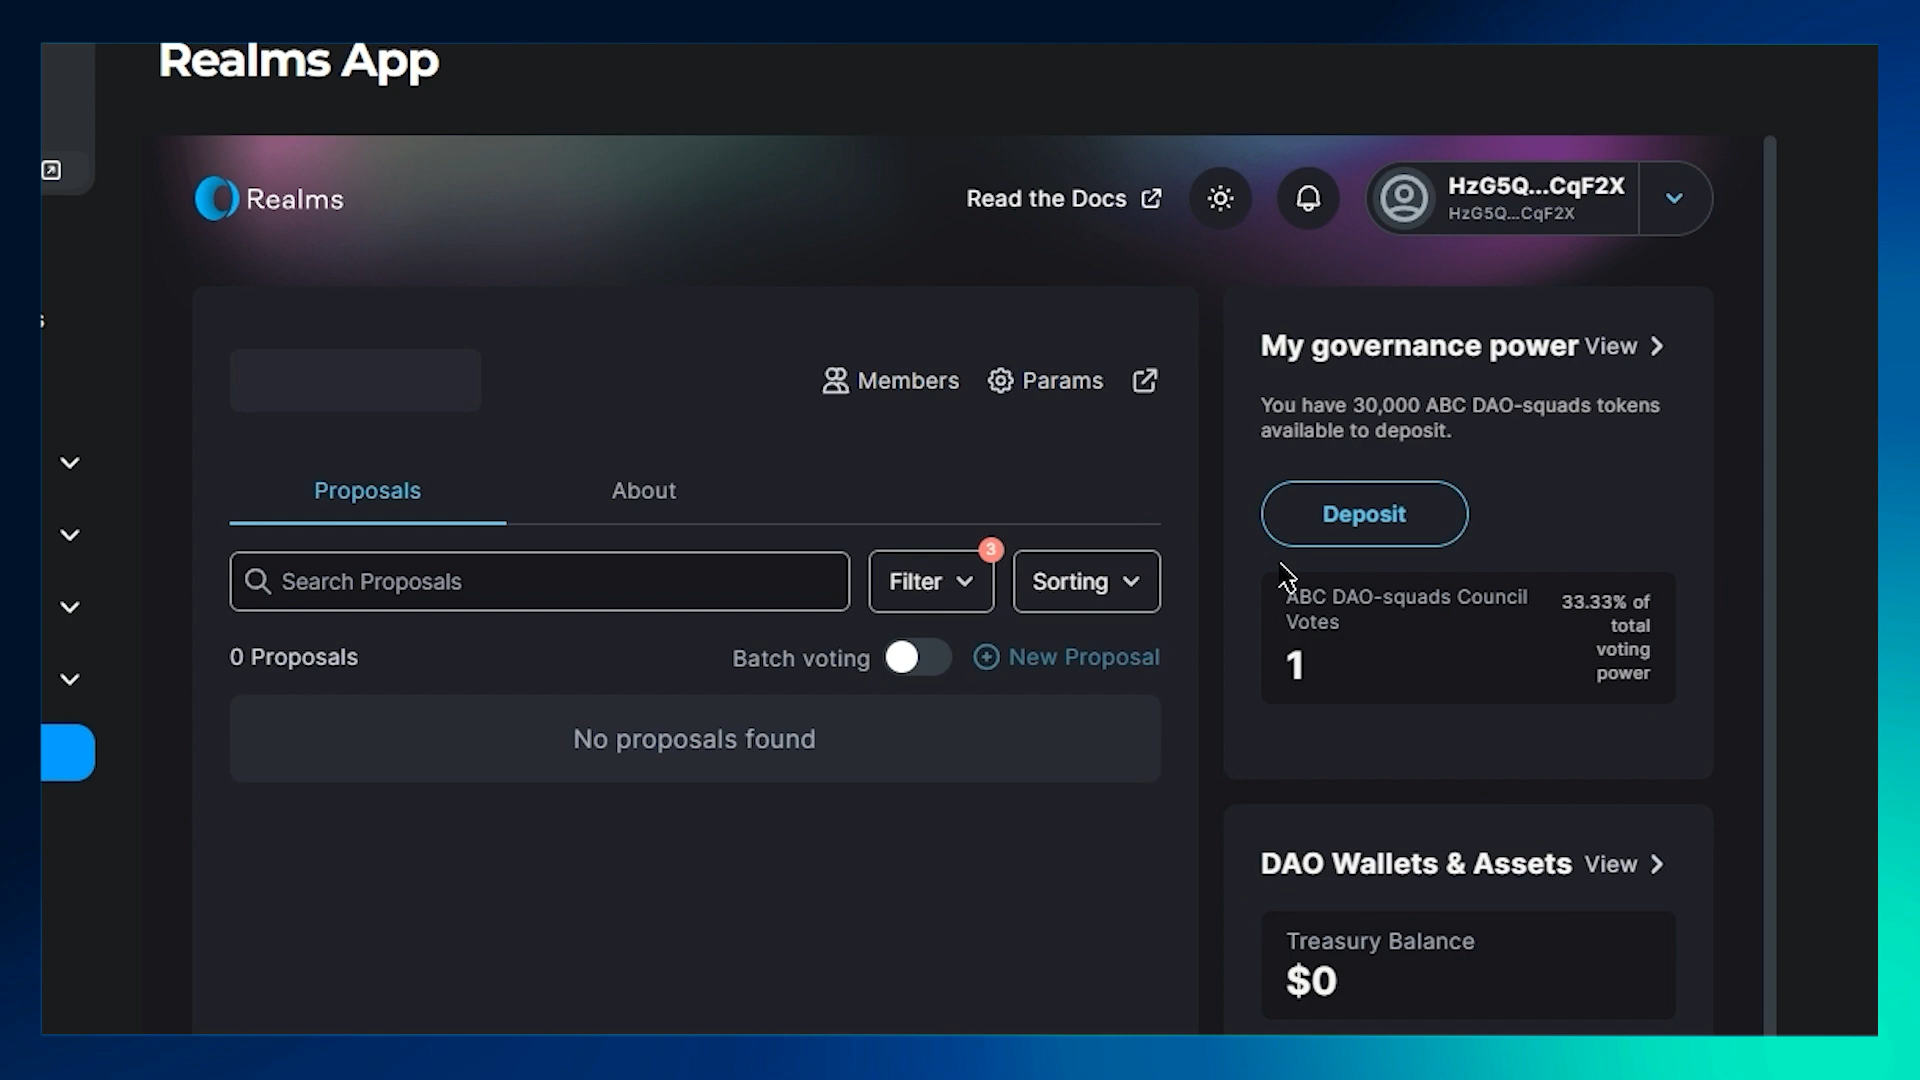 Realms App
Realms
Read the Docs
HzG5Q...CqF2X
HzG5Q...CqF2X
Members
Params
Proposals
About
Search Proposals
Filter
3
Sorting
0 Proposals
Batch voting
New Proposal
No proposals found
My governance power
View
You have 30,000 ABC DAO-squads tokens
available to deposit.
Deposit
ABC DAO-squads Council
Votes
1
33.33% of
total
voting
power
DAO Wallets & Assets
View
Treasury Balance
$0